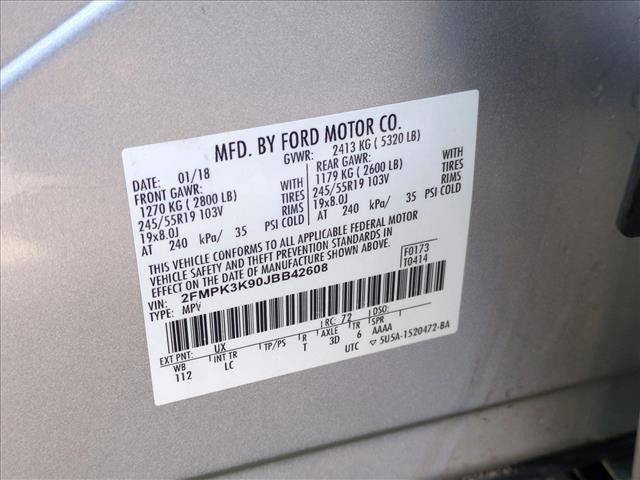 MFD. BY FORD MOTOR CO.
DATE: 01/18 GVWR: 2413 KG ( 5320 LB)
FRONT GAWR: WITH REAR GAWR: WITH
1270 KG ( 2800 LB) TIRES 1179 KG ( 2600 LB) TIRES
245/55R19 103V RIMS 245/55R19 103V RIMS
19x8.0J 19x8.0J
AT 240 kPa/ 35 PSI COLD AT 240 kPa/ 35 PSI COLD
THIS VEHICLE CONFORMS TO ALL APPLICABLE FEDERAL MOTOR
VEHICLE SAFETY AND THEFT PREVENTION STANDARDS IN
EFFECT ON THE DATE OF MANUFACTURE SHOWN ABOVE.
VIN: 2FMPK3K90JBB42608 F0173
TYPE: MPV T0414
EXT PNT: UX RC: 72 DSO:
WB INT TR TP/PS R AXLE TR SPR
112 LC T 3D 6 AAAA
UTC ▽ 5U5A-1520472-BA